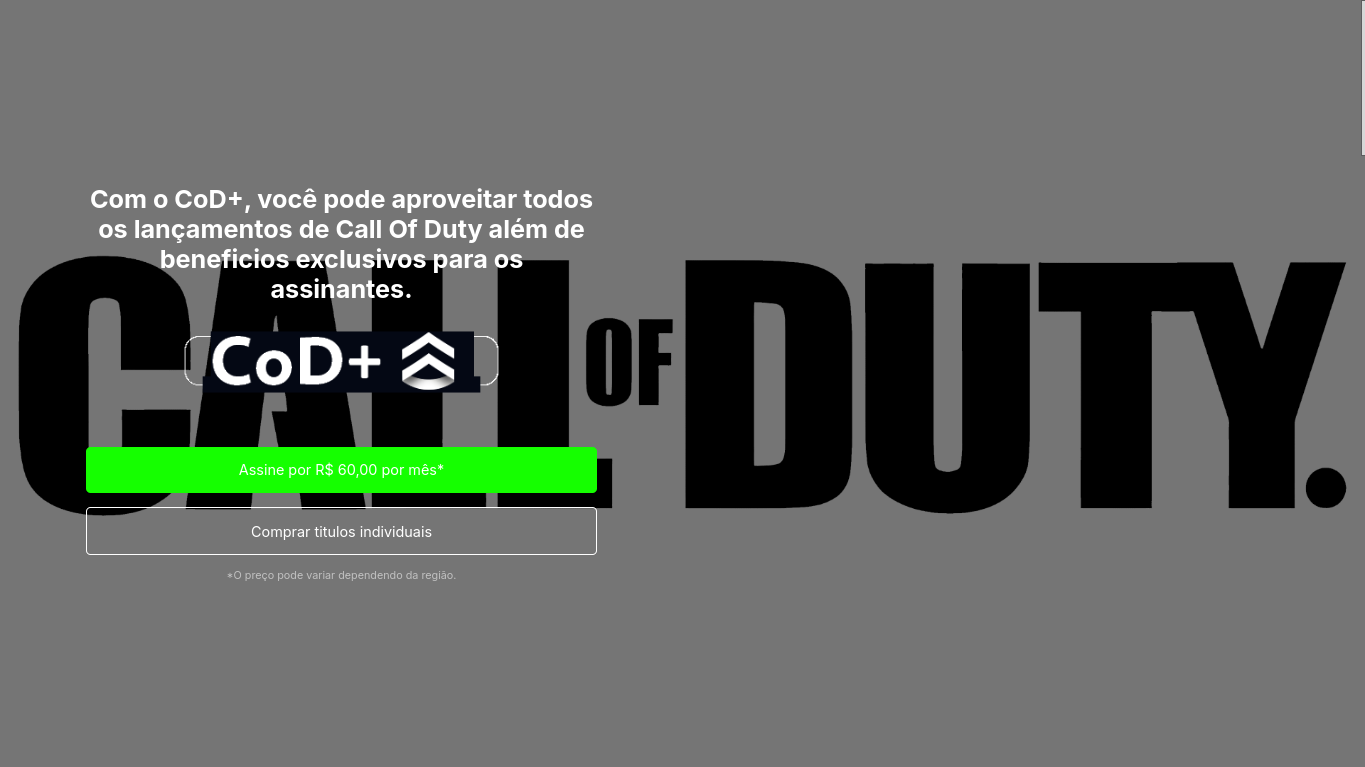 Com o CoD+, você pode aproveitar todos
os lançamentos de Call Of Duty além de
beneficios exclusivos para os
assinantes.
CALL OF DUTY.
CoD+
Assine por R$ 60,00 por mês*
Comprar titulos individuais
*O preço pode variar dependendo da região.